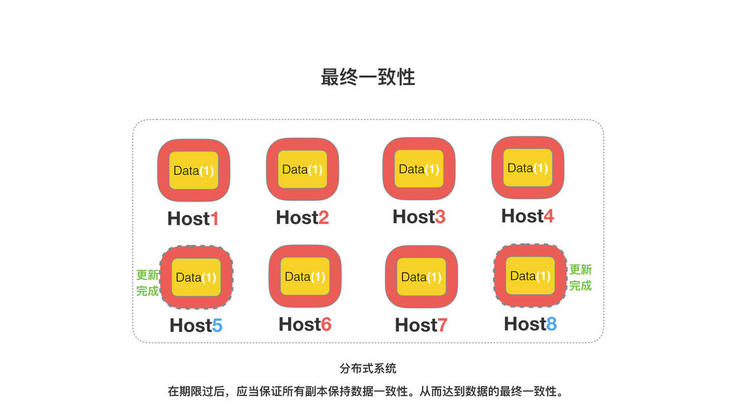 最终一致性
Data(1) Data(1) Data(1) Data(1)
Host1 Host2 Host3 Host4
更新
完成
Data(1) Data(1) Data(1) Data(1)
更新
完成
Host5 Host6 Host7 Host8
分布式系统
在期限过后，应当保证所有副本保持数据一致性。从而达到数据的最终一致性。